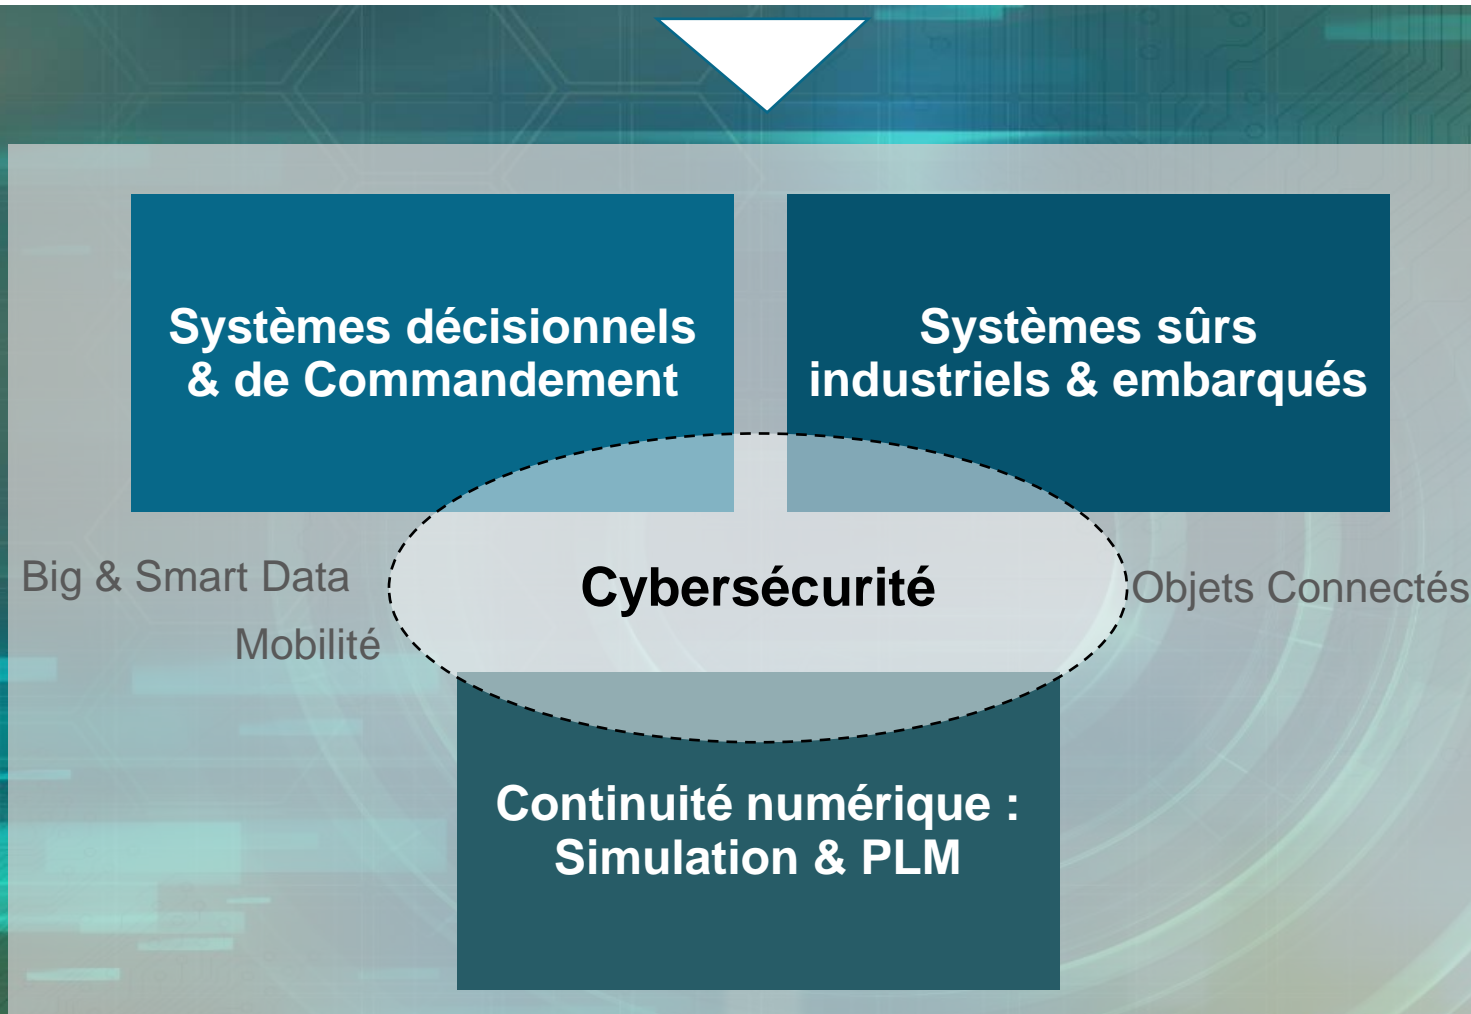 Systèmes décisionnels
& de Commandement
Systèmes sûrs
industriels & embarqués
Big & Smart Data
Mobilité
Cybersécurité
Objets Connectés
Continuité numérique :
Simulation & PLM